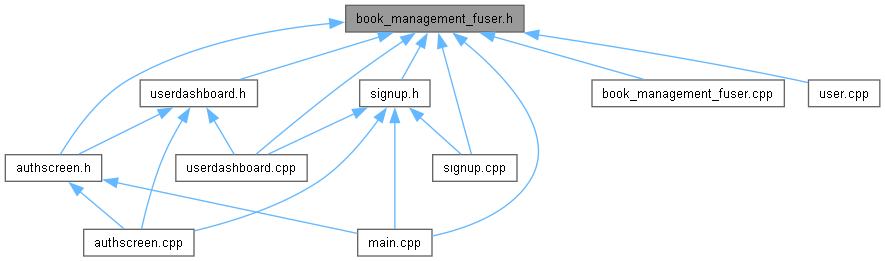 book_management_fuser.h
userdashboard.h
signup.h
book_management_fuser.cpp
user.cpp
authscreen.h
userdashboard.cpp
signup.cpp
authscreen.cpp
main.cpp